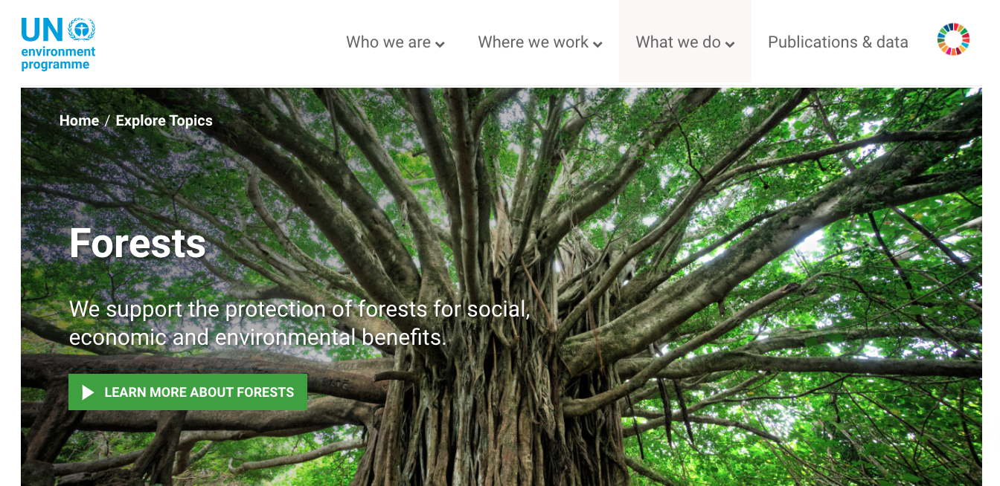 UN
environment
programme
Who we are
Where we work
What we do
Publications & data
Home / Explore Topics
Forests
We support the protection of forests for social,
economic and environmental benefits.
LEARN MORE ABOUT FORESTS